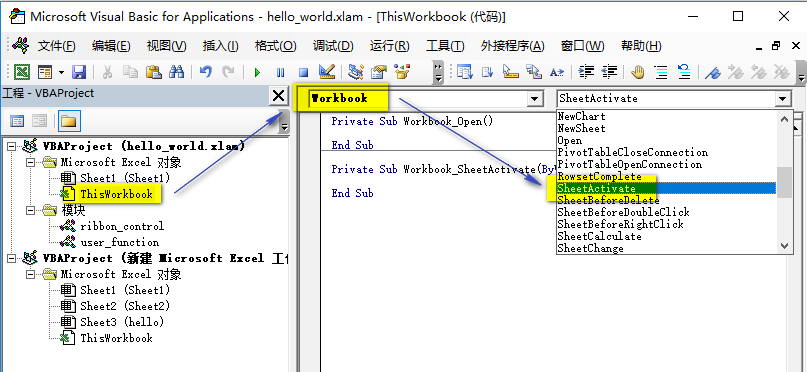 Microsoft Visual Basic for Applications - hello_world.xlam - [ThisWorkbook (代码)]
文件(F) 编辑(E) 视图(V) 插入(I) 格式(O) 调试(D) 运行(R) 工具(T) 外接程序(A) 窗口(W) 帮助(H)
工程 - VBAProject
VBAProject (hello_world.xlam)
Microsoft Excel 对象
Sheet1 (Sheet1)
ThisWorkbook
模块
ribbon_control
user_function
VBAProject (新建 Microsoft Excel 工
Microsoft Excel 对象
Sheet1 (Sheet1)
Sheet2 (Sheet2)
Sheet3 (hello)
ThisWorkbook
Workbook
SheetActivate
Private Sub Workbook_Open()
End Sub
Private Sub Workbook_SheetActivate(By
End Sub
NewChart
NewSheet
Open
PivotTableCloseConnection
PivotTableOpenConnection
RowsetComplete
SheetActivate
SheetBeforeDelete
SheetBeforeDoubleClick
SheetBeforeRightClick
SheetCalculate
SheetChange